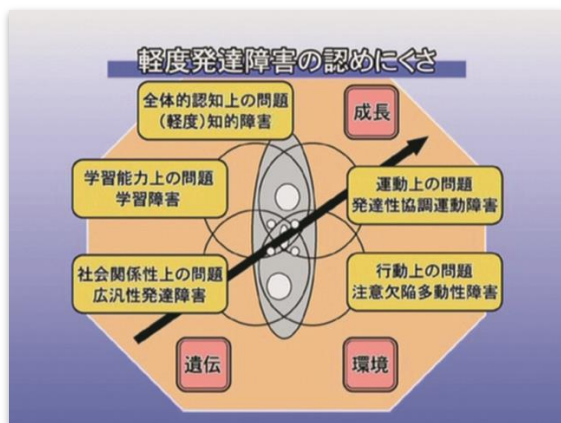 軽度発達障害の認めにくさ
全体的認知上の問題
(軽度)知的障害
成長
学習能力上の問題
学習障害
運動上の問題
発達性協調運動障害
社会関係性上の問題
広汎性発達障害
行動上の問題
注意欠陥多動性障害
遺伝
環境